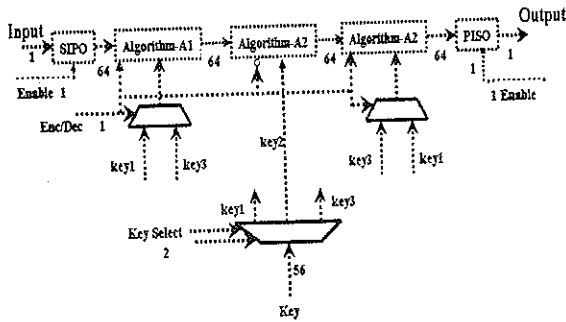 Input
Output
SIPO
Algorithm-A1
Algorithm-A2
Algorithm-A2
PISO
1
64
64
64
64
1
Enable 1
1
1 Enable
Enc/Dec
1
key1
key3
key2
key3
key1
key1
key3
Key Select
2
56
Key